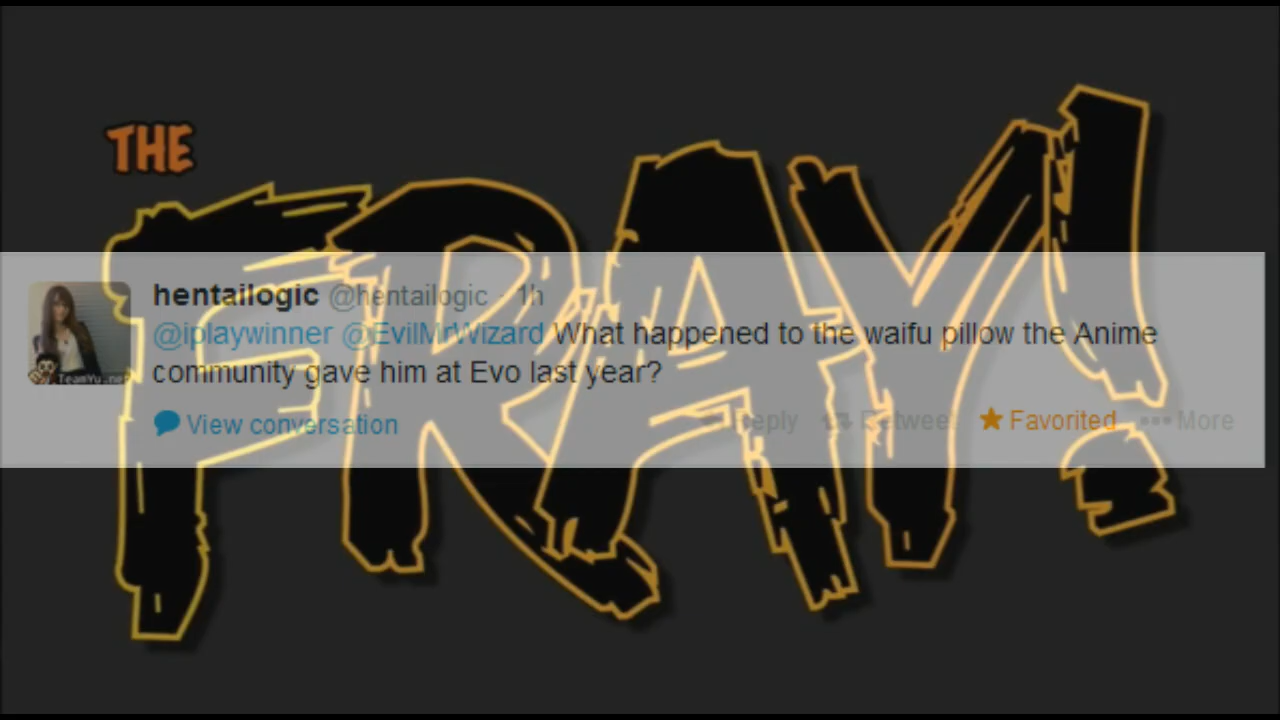 THE
FRAY!
hentailogic @hentailogic · 1h
@iplaywinner @EvilMrWizard What happened to the waifu pillow the Anime
community gave him at Evo last year?
View conversation Reply Retweet Favorited More